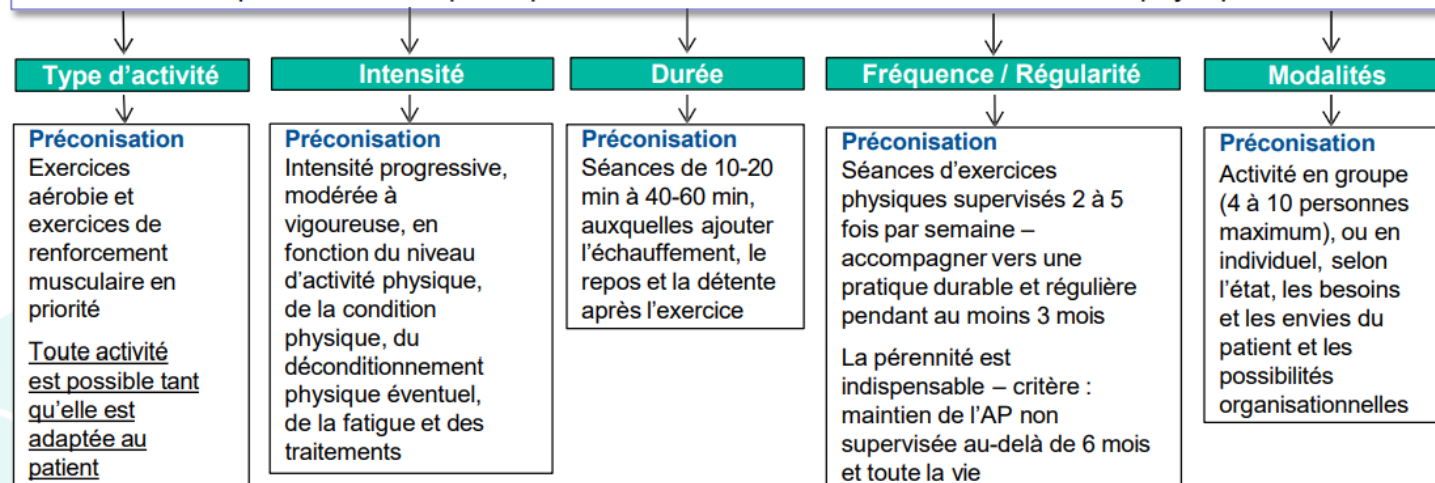 Type d’activité
Préconisation
Exercices
aérobie et
exercices de
renforcement
musculaire en
priorité
Toute activité
est possible tant
qu’elle est
adaptée au
patient
Intensité
Préconisation
Intensité progressive,
modérée à
vigoureuse, en
fonction du niveau
d’activité physique,
de la condition
physique, du
déconditionnement
physique éventuel,
de la fatigue et des
traitements
Durée
Préconisation
Séances de 10-20
min à 40-60 min,
auxquelles ajouter
l’échauffement, le
repos et la détente
après l’exercice
Fréquence / Régularité
Préconisation
Séances d’exercices
physiques supervisés 2 à 5
fois par semaine –
accompagner vers une
pratique durable et régulière
pendant au moins 3 mois
La pérennité est
indispensable – critère :
maintien de l’AP non
supervisée au-delà de 6 mois
et toute la vie
Modalités
Préconisation
Activité en groupe
(4 à 10 personnes
maximum), ou en
individuel, selon
l’état, les besoins
et les envies du
patient et les
possibilités
organisationnelles